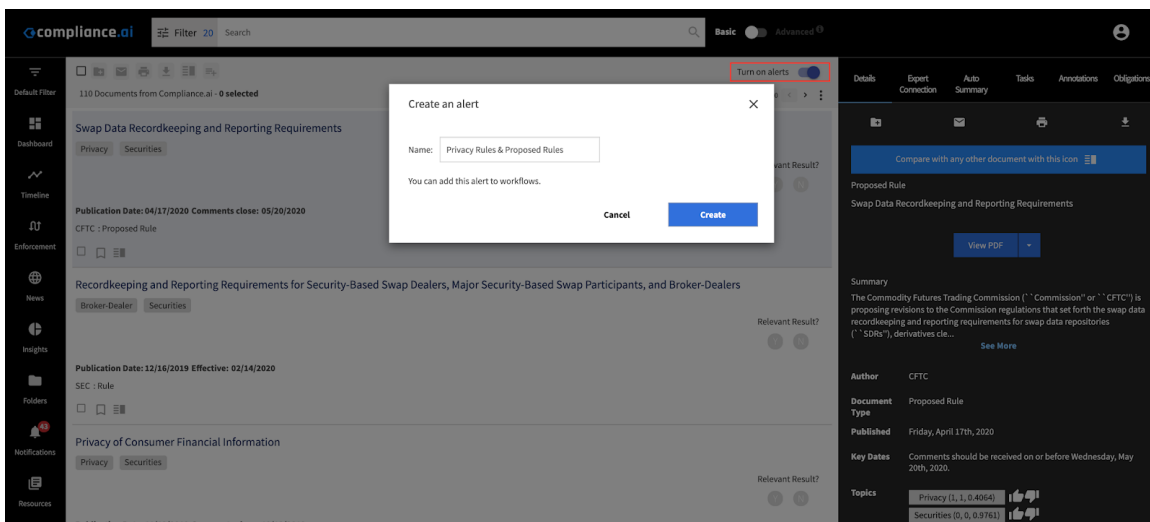 compliance.ai
Filter 20
Search
Basic
Advanced
Default Filter
Dashboard
Timeline
Enforcement
News
Insights
Folders
43
Notifications
Resources
Turn on alerts
110 Documents from Compliance.ai - 0 selected
Swap Data Recordkeeping and Reporting Requirements
Privacy
Securities
vant Result?
Publication Date: 04/17/2020 Comments close: 05/20/2020
CFTC : Proposed Rule
Recordkeeping and Reporting Requirements for Security-Based Swap Dealers, Major Security-Based Swap Participants, and Broker-Dealers
Broker-Dealer
Securities
Relevant Result?
Y N
Publication Date: 12/16/2019 Effective: 02/14/2020
SEC : Rule
Privacy of Consumer Financial Information
Privacy
Securities
Relevant Result?
Y N
Create an alert
Name: Privacy Rules & Proposed Rules
You can add this alert to workflows.
Cancel
Create
Details
Expert
Connection
Auto
Summary
Tasks
Annotations
Obligations
Compare with any other document with this icon
Proposed Rule
Swap Data Recordkeeping and Reporting Requirements
View PDF
Summary
The Commodity Futures Trading Commission (``Commission'' or ``CFTC'') is
proposing revisions to the Commission regulations that set forth the swap data
recordkeeping and reporting requirements for swap data repositories
(``SDRs''), derivatives cle...
See More
Author CFTC
Document Proposed Rule
Type
Published Friday, April 17th, 2020
Key Dates Comments should be received on or before Wednesday, May
20th, 2020.
Topics
Privacy (1, 1, 0.4064)
Securities (0, 0, 0.9761)